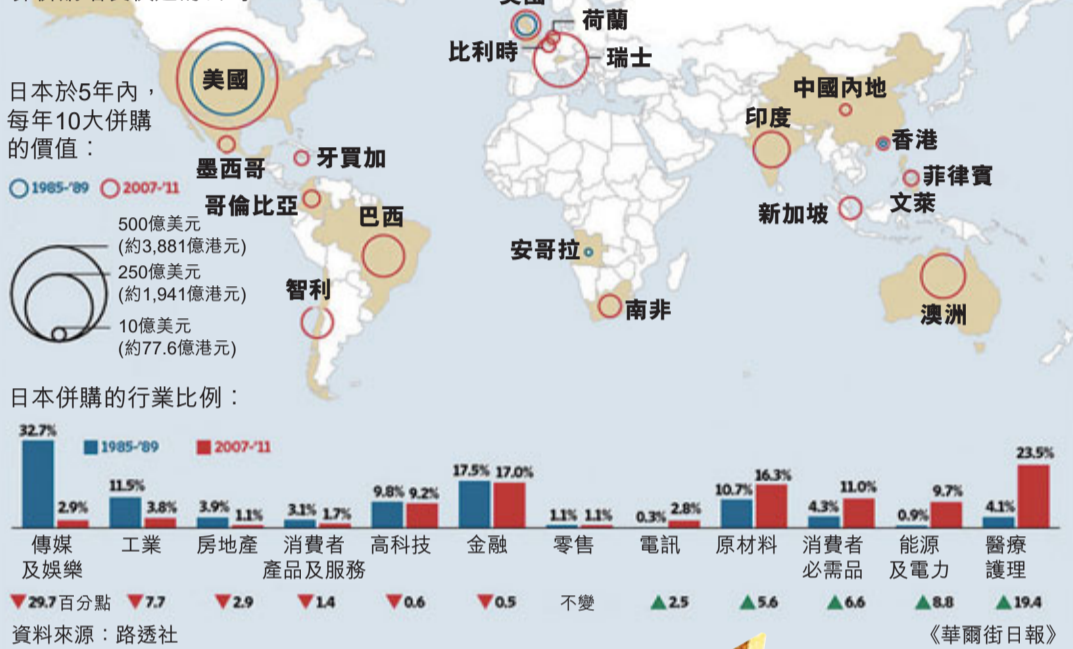 荷蘭
比利時
瑞士
美國
日本於5年內，
每年10大併購
的價值：
1985-'89 2007-'11
500億美元
(約3,881億港元)
250億美元
(約1,941億港元)
10億美元
(約77.6億港元)
墨西哥
牙買加
哥倫比亞
巴西
智利
安哥拉
南非
中國內地
印度
香港
菲律賓
文萊
新加坡
澳洲
日本併購的行業比例：
1985-'89 2007-'11
32.7% 2.9%
11.5% 3.8%
3.9% 1.1%
3.1% 1.7%
9.8% 9.2%
17.5% 17.0%
1.1% 1.1%
0.3% 2.8%
10.7% 16.3%
4.3% 11.0%
0.9% 9.7%
4.1% 23.5%
傳媒
及娛樂
工業
房地產
消費者
產品及服務
高科技
金融
零售
電訊
原材料
消費者
必需品
能源
及電力
醫療
護理
▼29.7百分點 ▼7.7 ▼2.9 ▼1.4 ▼0.6 ▼0.5 不變 ▲2.5 ▲5.6 ▲6.6 ▲8.8 ▲19.4
資料來源：路透社
《華爾街日報》